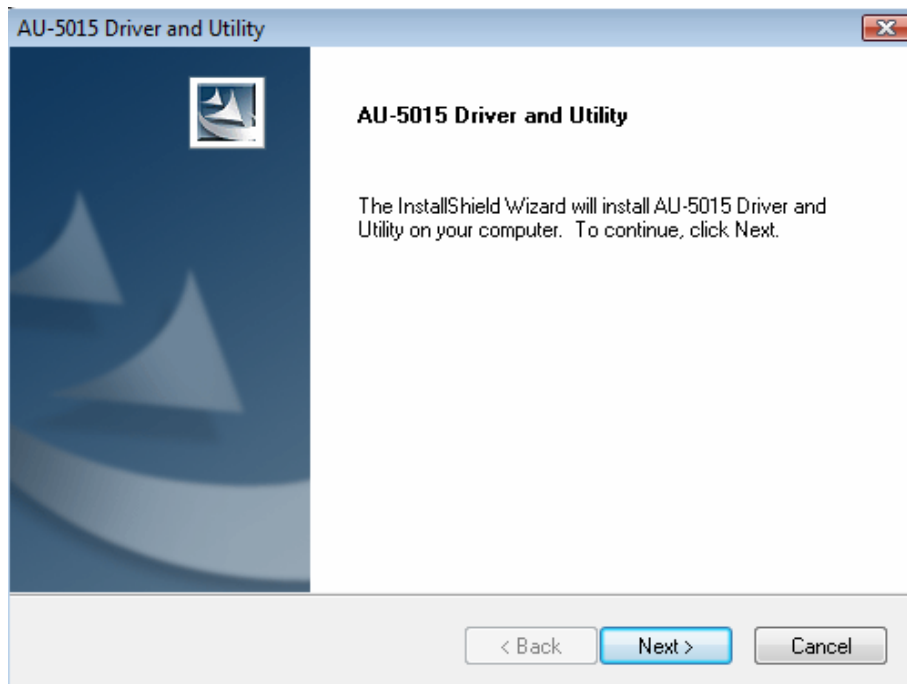 AU-5015 Driver and Utility
AU-5015 Driver and Utility
The InstallShield Wizard will install AU-5015 Driver and
Utility on your computer.  To continue, click Next.
< Back Next > Cancel